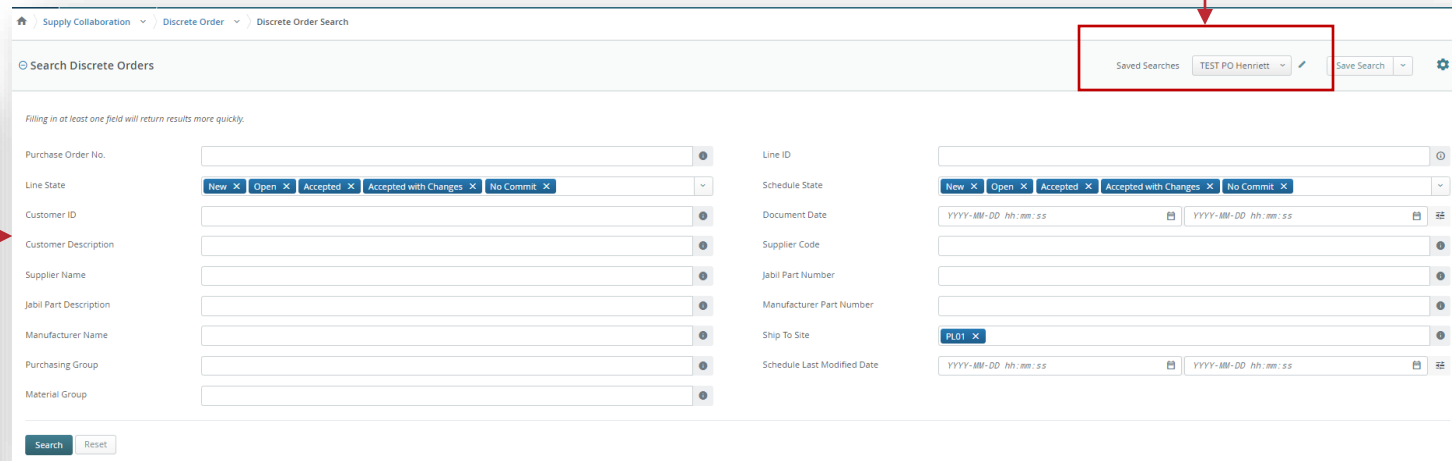 Supply Collaboration Discrete Order Discrete Order Search
Search Discrete Orders Saved Searches TEST PO Henriett Save Search
Filling in at least one field will return results more quickly.
Purchase Order No. Line ID
Line State New X Open X Accepted X Accepted with Changes X No Commit X Schedule State New X Open X Accepted X Accepted with Changes X No Commit X
Customer ID Document Date YYYY-MM-DD hh:mm:ss YYYY-MM-DD hh:mm:ss
Customer Description Supplier Code
Supplier Name Jabil Part Number
Jabil Part Description Manufacturer Part Number
Manufacturer Name Ship To Site PL01 X
Purchasing Group Schedule Last Modified Date YYYY-MM-DD hh:mm:ss YYYY-MM-DD hh:mm:ss
Material Group
Search Reset